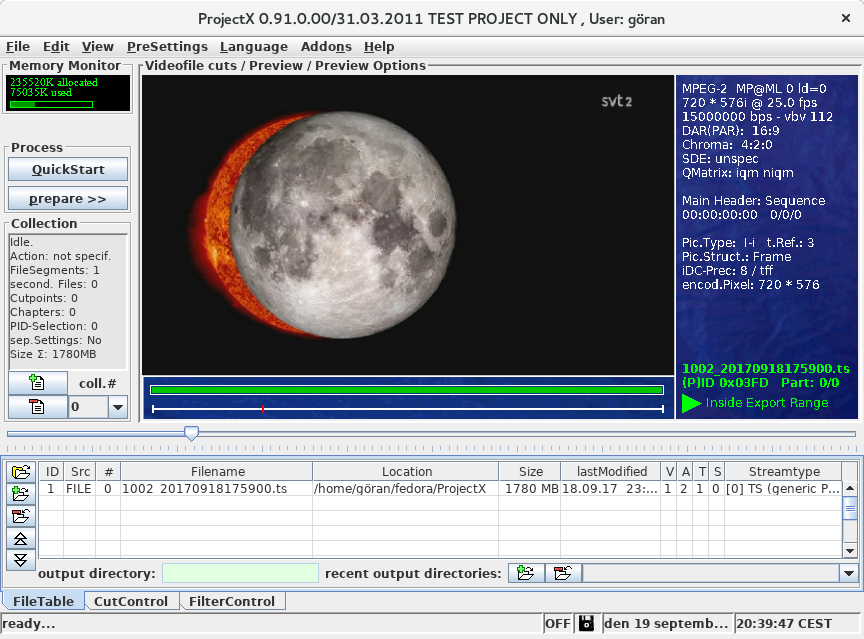 ProjectX 0.91.0.00/31.03.2011 TEST PROJECT ONLY , User: göran
File Edit View PreSettings Language Addons Help
Memory Monitor
235520K allocated
75035K used
Process
QuickStart
prepare >>
Collection
Idle.
Action: not specif.
FileSegments: 1
second. Files: 0
Cutpoints: 0
Chapters: 0
PID-Selection: 0
sep.Settings: No
Size Σ: 1780MB
coll.#
0
Videofile cuts / Preview / Preview Options
svt2
MPEG-2 MP@ML 0 ld=0
720 * 576i @ 25.0 fps
15000000 bps - vbv 112
DAR(PAR): 16:9
Chroma: 4:2:0
SDE: unspec
QMatrix: iqm niqm
Main Header: Sequence
00:00:00:00 0/0/0
Pic.Type: I-i t.Ref.: 3
Pic.Struct.: Frame
iDC-Prec: 8 / tff
encod.Pixel: 720 * 576
1002_20170918175900.ts
(P)ID 0x03FD Part: 0/0
Inside Export Range
ID Src # Filename Location Size lastModified V A T S Streamtype
1 FILE 0 1002_20170918175900.ts /home/göran/fedora/ProjectX 1780 MB 18.09.17 23:... 1 2 1 0 [0] TS (generic P...
output directory: recent output directories:
FileTable CutControl FilterControl
ready... OFF den 19 septemb... 20:39:47 CEST